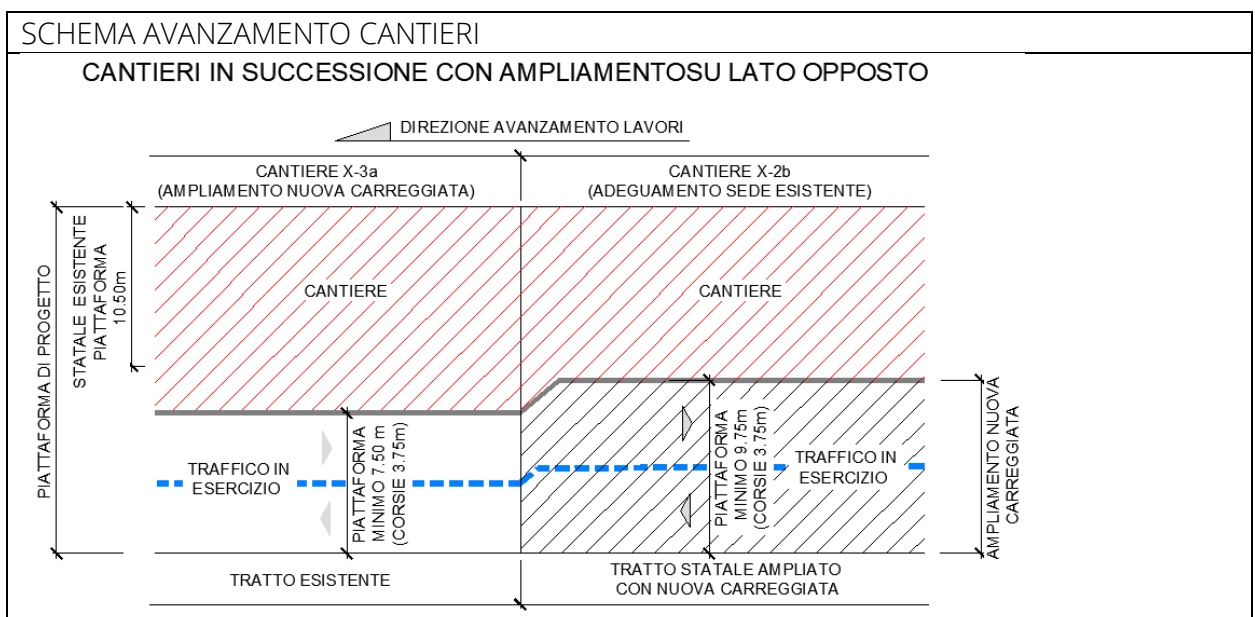 SCHEMA AVANZAMENTO CANTIERI
CANTIERI IN SUCCESSIONE CON AMPLIAMENTOSU LATO OPPOSTO
DIREZIONE AVANZAMENTO LAVORI
CANTIERE X-3a
(AMPLIAMENTO NUOVA CARREGGIATA)
CANTIERE X-2b
(ADEGUAMENTO SEDE ESISTENTE)
PIATTAFORMA DI PROGETTO
STATALE ESISTENTE
PIATTAFORMA
10.50m
CANTIERE
CANTIERE
TRAFFICO IN
ESERCIZIO
PIATTAFORMA
MINIMO 7.50 m
(CORSIE 3.75m)
PIATTAFORMA
MINIMO 9.75m
(CORSIE 3.75m)
TRAFFICO IN
ESERCIZIO
AMPLIAMENTO NUOVA
CARREGGIATA
TRATTO ESISTENTE
TRATTO STATALE AMPLIATO
CON NUOVA CARREGGIATA